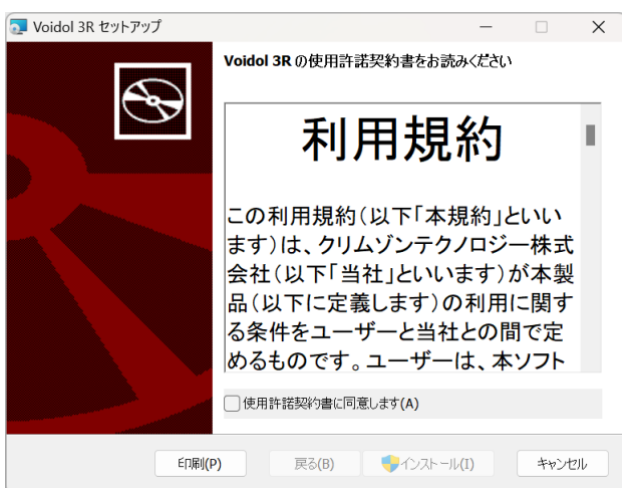 Voidol 3R セットアップ
Voidol 3R の使用許諾契約書をお読みください
利用規約
この利用規約（以下「本規約」といい
ます）は、クリムゾンテクノロジー株式
会社（以下「当社」といいます）が本製
品（以下に定義します）の利用に関す
る条件をユーザーと当社との間で定
めるものです。ユーザーは、本ソフト
使用許諾契約書に同意します(A)
印刷(P)
戻る(B)
インストール(I)
キャンセル